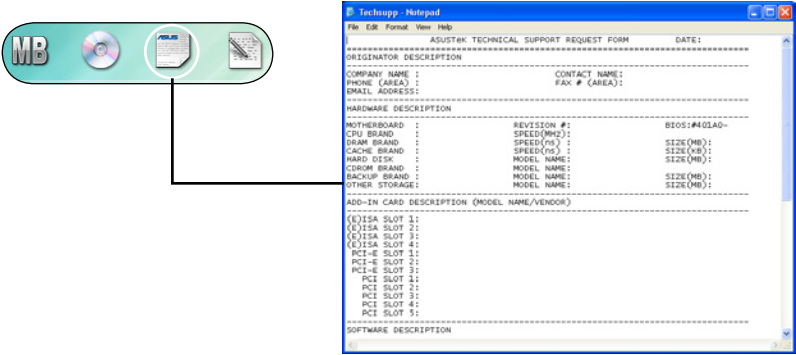 MB
ASUS
Techsupp - Notepad
File Edit Format View Help
ASUSTeK TECHNICAL SUPPORT REQUEST FORM DATE:
ORIGINATOR DESCRIPTION
COMPANY NAME : CONTACT NAME:
PHONE (AREA) : FAX # (AREA):
EMAIL ADDRESS:
HARDWARE DESCRIPTION
MOTHERBOARD : REVISION #: BIOS:#401A0-
CPU BRAND : SPEED(MHz):
DRAM BRAND : SPEED(ns) : SIZE(MB):
CACHE BRAND : SPEED(ns) : SIZE(KB):
HARD DISK : MODEL NAME: SIZE(MB):
CDROM BRAND : MODEL NAME:
BACKUP BRAND : MODEL NAME: SIZE(MB):
OTHER STORAGE: MODEL NAME: SIZE(MB):
ADD-IN CARD DESCRIPTION (MODEL NAME/VENDOR)
(E)ISA SLOT 1:
(E)ISA SLOT 2:
(E)ISA SLOT 3:
(E)ISA SLOT 4:
PCI-E SLOT 1:
PCI-E SLOT 2:
PCI-E SLOT 3:
PCI SLOT 1:
PCI SLOT 2:
PCI SLOT 3:
PCI SLOT 4:
PCI SLOT 5:
SOFTWARE DESCRIPTION